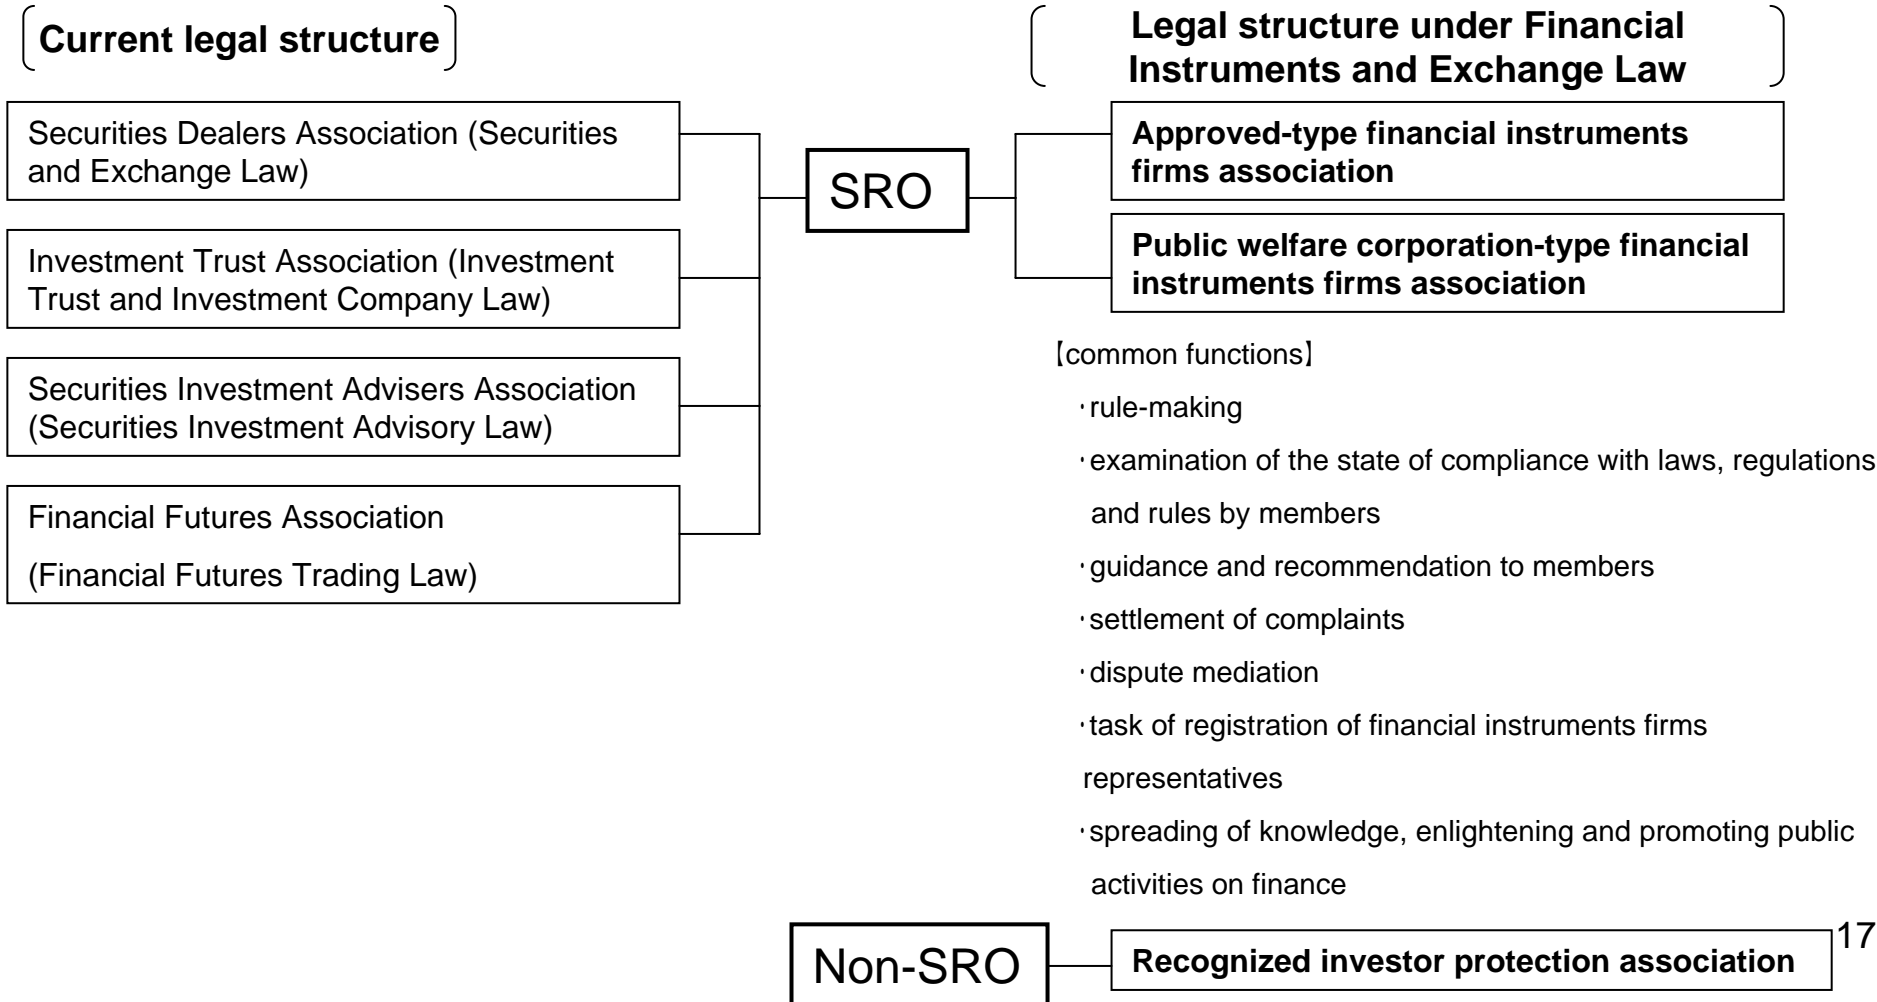 Current legal structure
Legal structure under Financial
Instruments and Exchange Law
Securities Dealers Association (Securities
and Exchange Law)
Investment Trust Association (Investment
Trust and Investment Company Law)
Securities Investment Advisers Association
(Securities Investment Advisory Law)
Financial Futures Association
(Financial Futures Trading Law)
SRO
Approved-type financial instruments
firms association
Public welfare corporation-type financial
instruments firms association
【common functions】
・rule-making
・examination of the state of compliance with laws, regulations
and rules by members
・guidance and recommendation to members
・settlement of complaints
・dispute mediation
・task of registration of financial instruments firms
representatives
・spreading of knowledge, enlightening and promoting public
activities on finance
Non-SRO
Recognized investor protection association
17